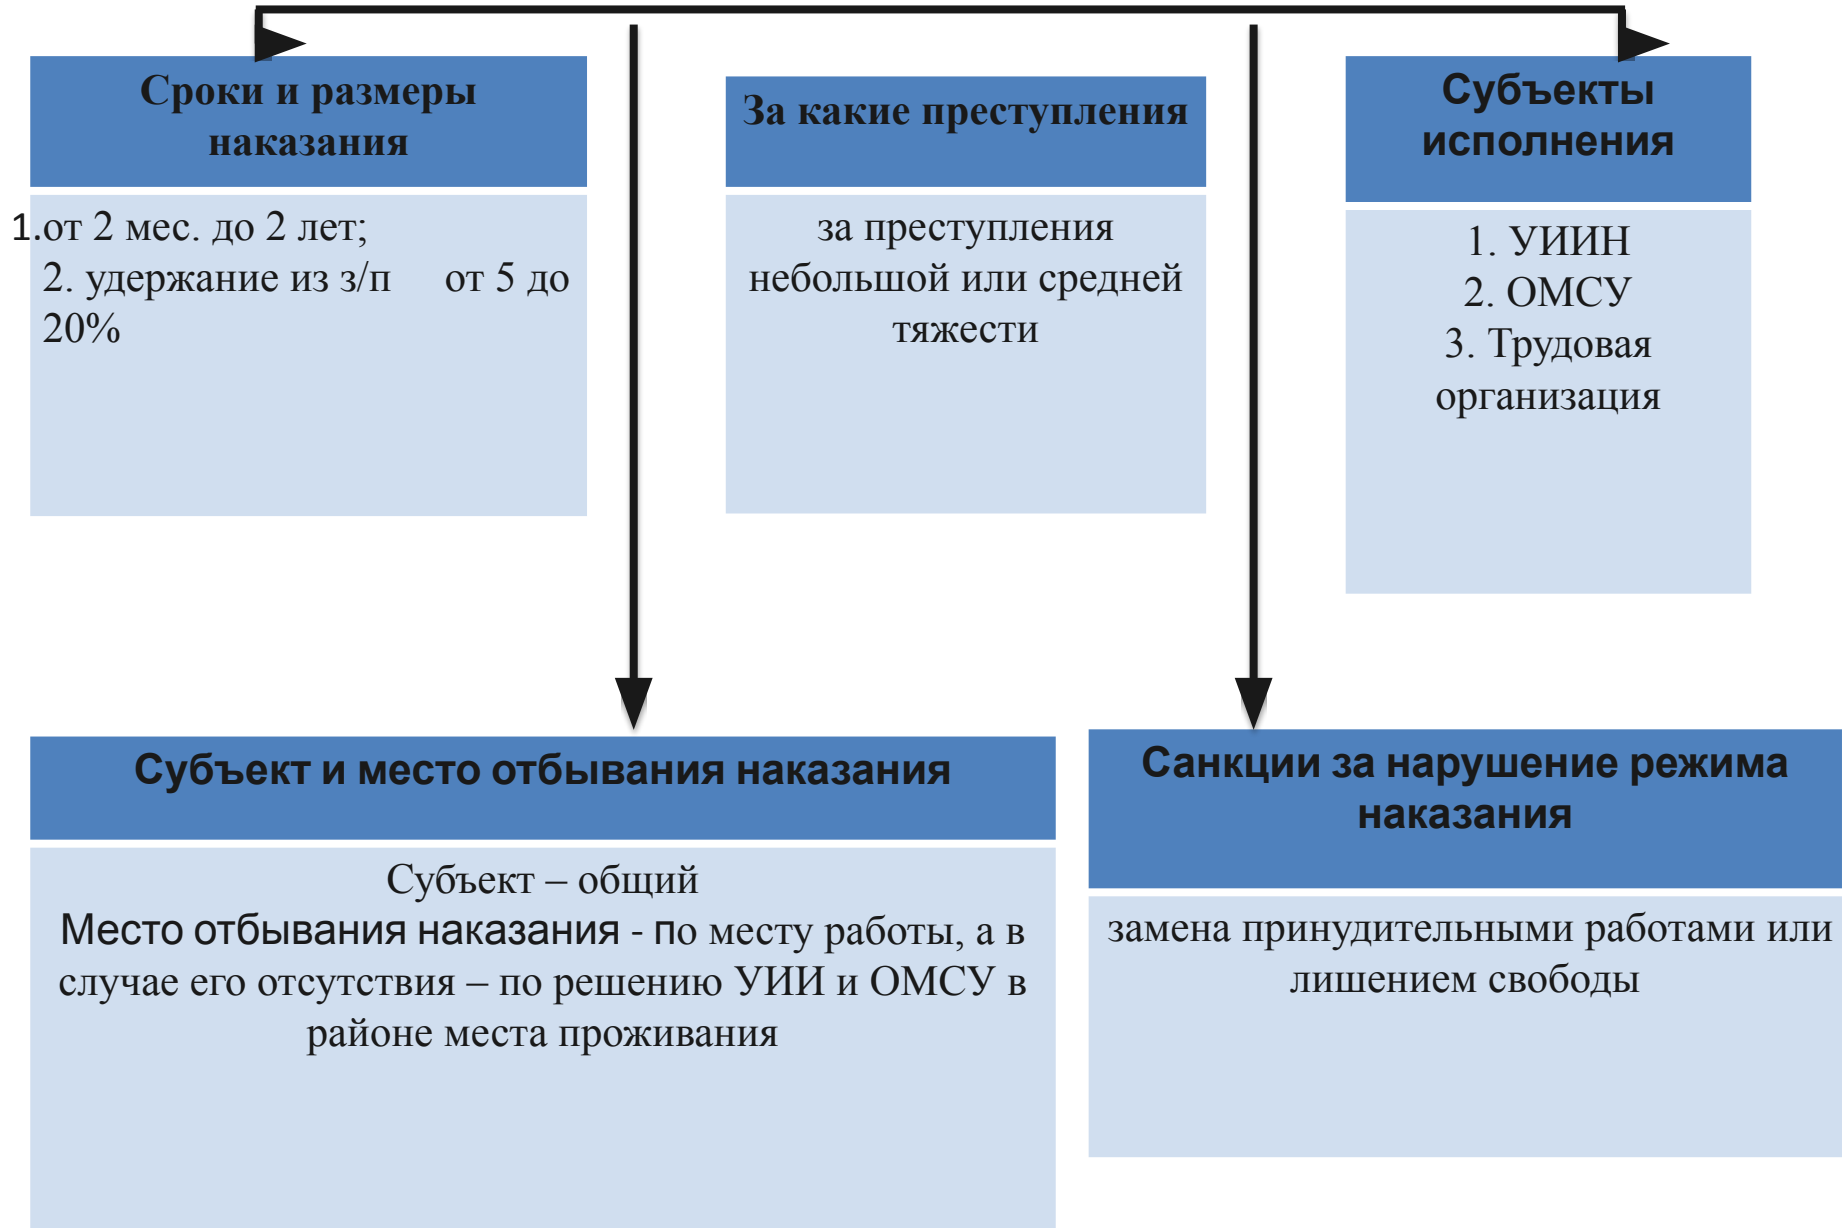 Сроки и размеры
наказания
1.от 2 мес. до 2 лет;
2. удержание из з/п от 5 до
20%
За какие преступления
за преступления
небольшой или средней
тяжести
Субъекты
исполнения
1. УИИН
2. ОМСУ
3. Трудовая
организация
Субъект и место отбывания наказания
Субъект – общий
Место отбывания наказания - по месту работы, а в
случае его отсутствия – по решению УИИ и ОМСУ в
районе места проживания
Санкции за нарушение режима
наказания
замена принудительными работами или
лишением свободы